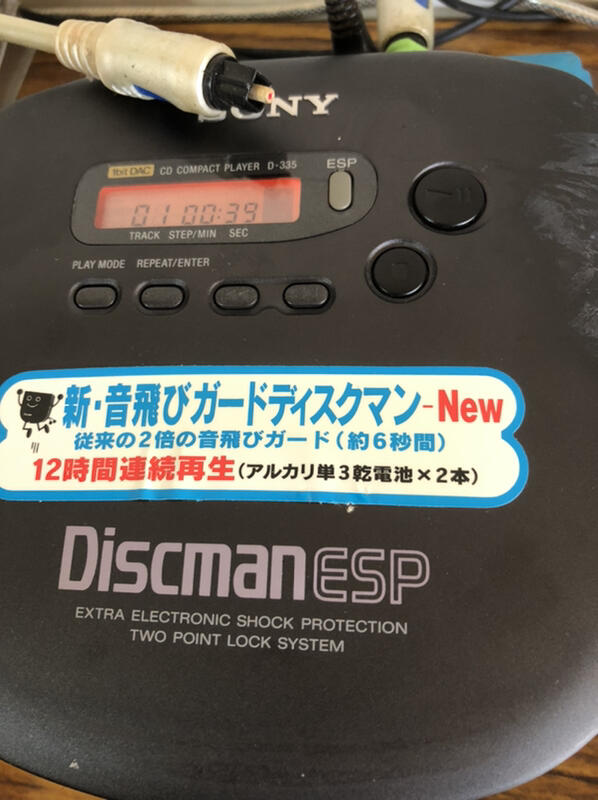 SONY
1bit DAC CD COMPACT PLAYER D-335
ESP
01 00:39
TRACK STEP/MIN SEC
PLAY MODE REPEAT/ENTER
新・音飛びガードディスクマン-New
従来の2倍の音飛びガード(約6秒間)
12時間連続再生(アルカリ単3乾電池×2本)
Discman ESP
EXTRA ELECTRONIC SHOCK PROTECTION
TWO POINT LOCK SYSTEM